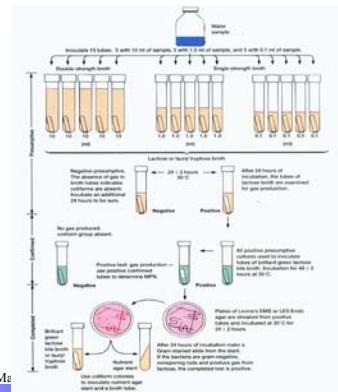 Water
sample
Inoculate 15 tubes: 5 with 10 ml of sample, 5 with 1.0 ml of sample, and 5 with 0.1 ml of sample.
Double-strength broth
Single-strength broth
10 10 10 10 10
1.0 1.0 1.0 1.0 1.0
0.1 0.1 0.1 0.1 0.1
(ml)
(ml)
(ml)
Presumptive
Lactose or lauryl tryptose broth
Negative presumptive.
The absence of gas in
broth tubes indicates
coliforms are absent.
Incubate an additional
24 hours to be sure.
24 ± 2 hours
35°C
After 24 hours of
incubation, the tubes of
lactose broth are examined
for gas production.
Negative
Positive
Confirmed
No gas produced,
coliform group absent.
Positive test: gas production —
use positive confirmed
tubes to determine MPN.
All positive presumptive
cultures used to inoculate
tubes of brilliant green lactose
bile broth. Incubation for 48 ± 3
hours at 35°C.
Negative
Positive
Completed
Plates of Levine's EMB or LES Endo
agar are streaked from positive
tubes and incubated at 35°C for
24 ± 2 hours.
Brilliant
green
lactose
bile broth
or lauryl
tryptose
broth
Nutrient
agar slant
Use coliform colonies
to inoculate nutrient agar
slant and a broth tube.
After 24 hours of incubation make a
Gram-stained slide from the slant.
If the bacteria are gram-negative,
nonsporing rods and produce gas from
lactose, the completed test is positive.